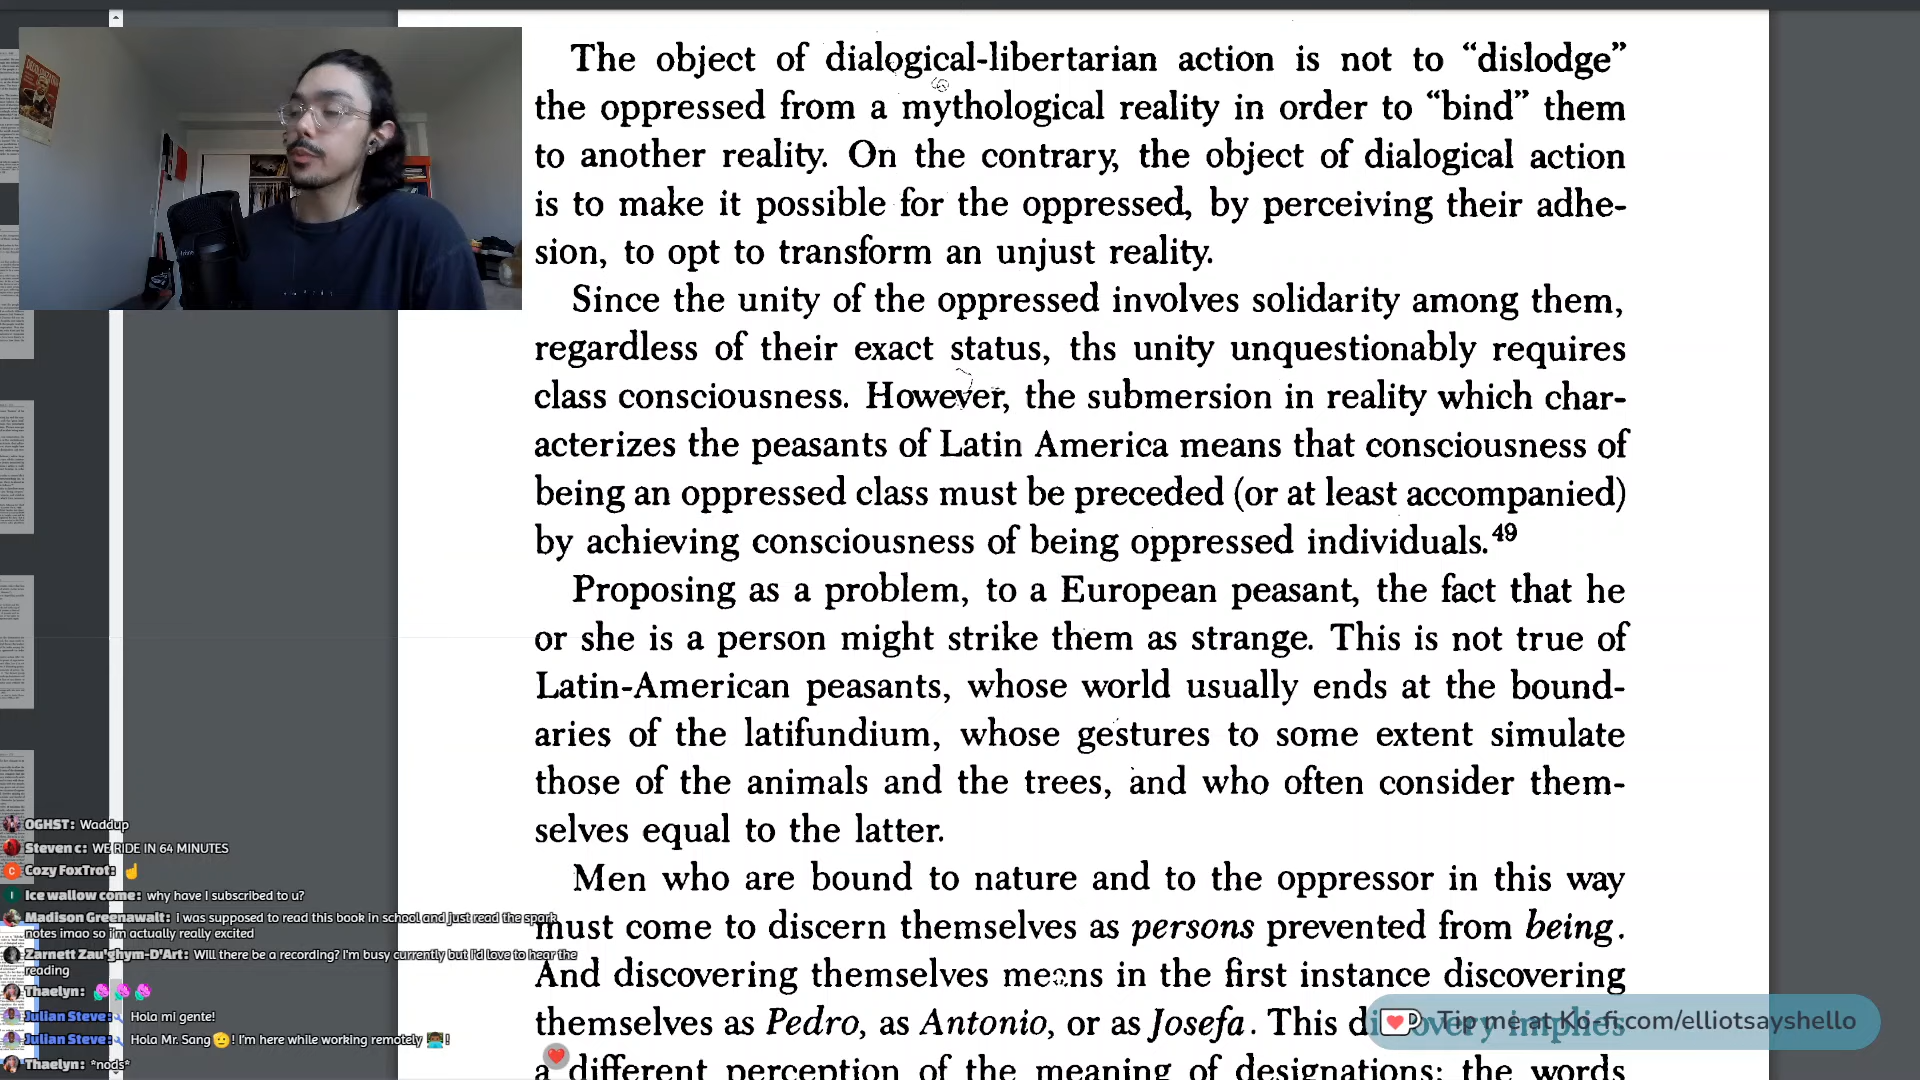 The object of dialogical-libertarian action is not to “dislodge”
the oppressed from a mythological reality in order to “bind” them
to another reality. On the contrary, the object of dialogical action
is to make it possible for the oppressed, by perceiving their adhe-
sion, to opt to transform an unjust reality.
Since the unity of the oppressed involves solidarity among them,
regardless of their exact status, ths unity unquestionably requires
class consciousness. However, the submersion in reality which char-
acterizes the peasants of Latin America means that consciousness of
being an oppressed class must be preceded (or at least accompanied)
by achieving consciousness of being oppressed individuals.49
Proposing as a problem, to a European peasant, the fact that he
or she is a person might strike them as strange. This is not true of
Latin-American peasants, whose world usually ends at the bound-
aries of the latifundium, whose gestures to some extent simulate
those of the animals and the trees, and who often consider them-
selves equal to the latter.
Men who are bound to nature and to the oppressor in this way
must come to discern themselves as persons prevented from being.
And discovering themselves means in the first instance discovering
themselves as Pedro, as Antonio, or as Josefa. This discovery implies
a different perception of the meaning of designations: the words
OGHST: Waddup
Steven c: WE RIDE IN 64 MINUTES
Cozy FoxTrot: ☝
Ice wallow come: why have I subscribed to u?
Madison Greenawalt: i was supposed to read this book in school and just read the spark
notes lmao so i'm actually really excited
Zarnett Zau'ghym-D'Art: Will there be a recording? I'm busy currently but I'd love to hear the
reading
Thaelyn:
Julian Steve: Hola mi gente!
Julian Steve: Hola Mr. Sang🫡! I'm here while working remotely 👨🏾‍💻!
Thaelyn: *nods*
Tip me at Ko-fi.com/elliotsayshello